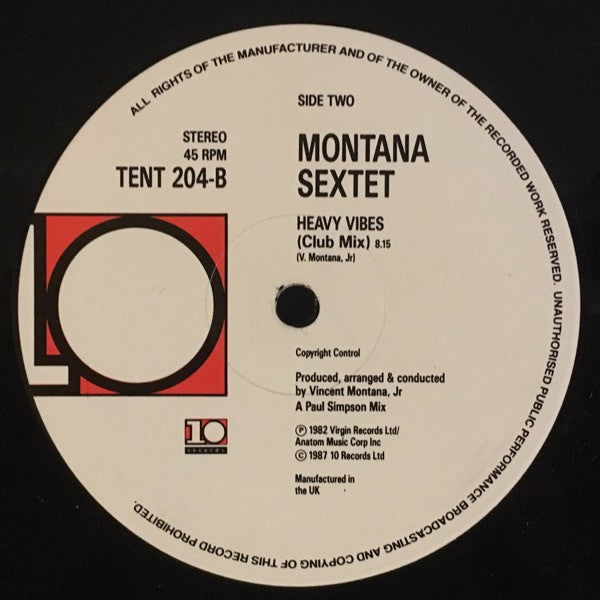 ALL RIGHTS OF THE MANUFACTURER AND OF THE OWNER OF THE RECORDED WORK RESERVED. UNAUTHORISED PUBLIC PERFORMANCE BROADCASTING AND COPYING OF THIS RECORD PROHIBITED.
SIDE TWO
STEREO
45 RPM
TENT 204-B
MONTANA
SEXTET
HEAVY VIBES
(Club Mix) 8.15
(V. Montana, Jr)
10
Copyright Control
Produced, arranged & conducted
by Vincent Montana, Jr
A Paul Simpson Mix
10
records
℗ 1982 Virgin Records Ltd/
Anatom Music Corp Inc
© 1987 10 Records Ltd
Manufactured in
the UK